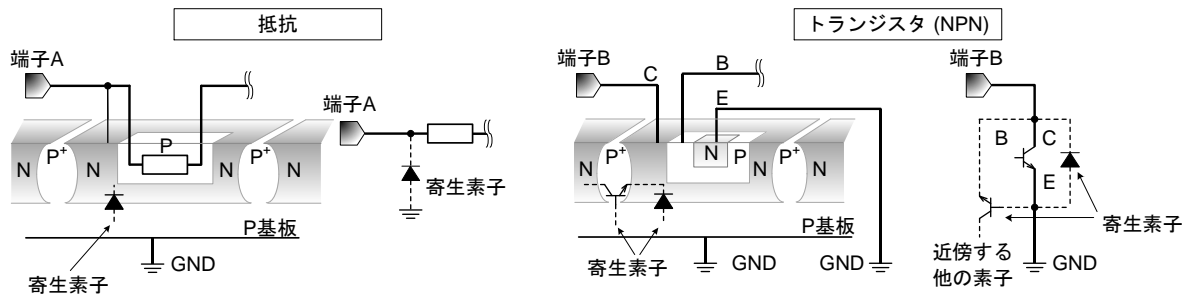 抵抗
トランジスタ (NPN)
端子A
端子A
N
P+
N
P
N
P+
N
寄生素子
P基板
寄生素子
GND
端子B
C
B
E
N
P+
N
N
P
N
P+
N
P基板
寄生素子
GND
GND
端子B
B
C
E
寄生素子
近傍する
他の素子
GND